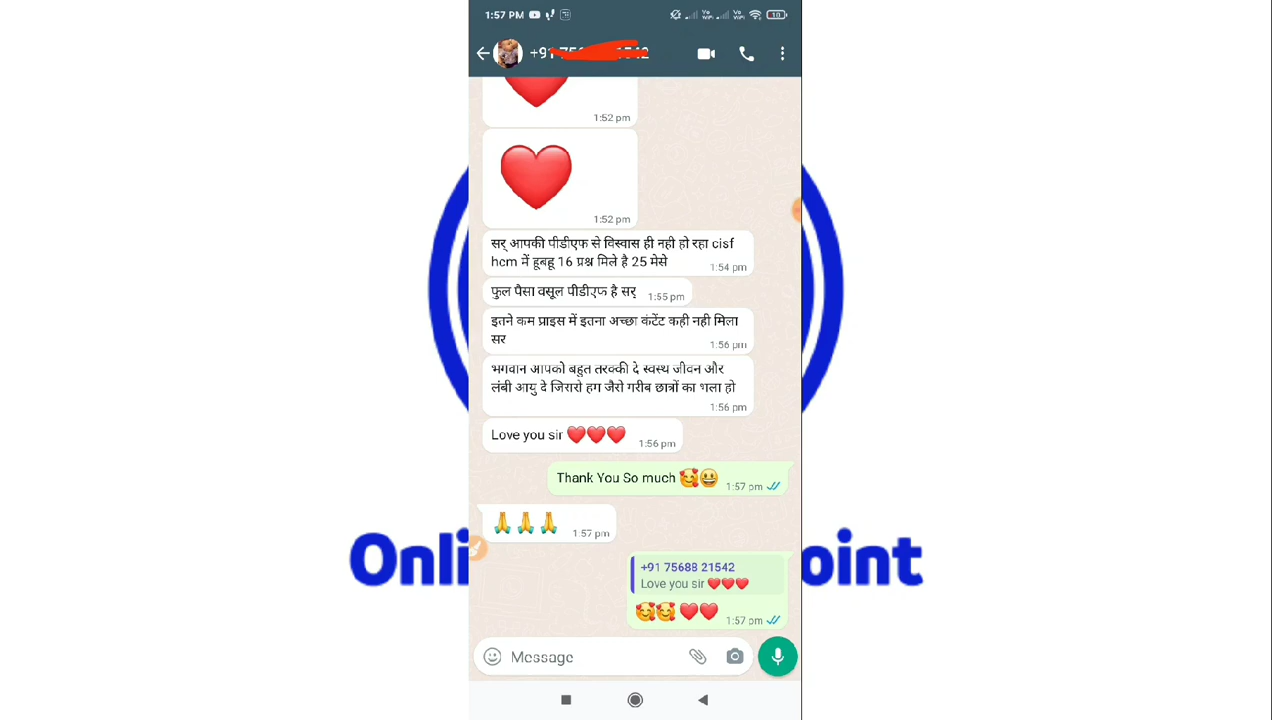 1:57 PM
1:52 pm
1:52 pm
सर् आपकी पीडीएफ से विस्वास ही नही हो रहा cisf
hcm में हूबहू 16 प्रश्न मिले है 25 मेसे
1:54 pm
फुल पैसा वसूल पीडीएफ है सर्
1:55 pm
इतने कम प्राइस में इतना अच्छा कंटेंट कही नही मिला
सर
1:56 pm
भगवान आपको बहुत तरक्की दे स्वस्थ जीवन और
लंबी आयु दे जिससे हम जैसे गरीब छात्रों का भला हो
1:56 pm
Love you sir ❤️❤️❤️
1:56 pm
Thank You So much 🥰😀
1:57 pm
🙏🙏🙏
1:57 pm
+91 75688 21542
Love you sir ❤️❤️❤️
🥰🥰 ❤️❤️
1:57 pm
Onli oint
Message